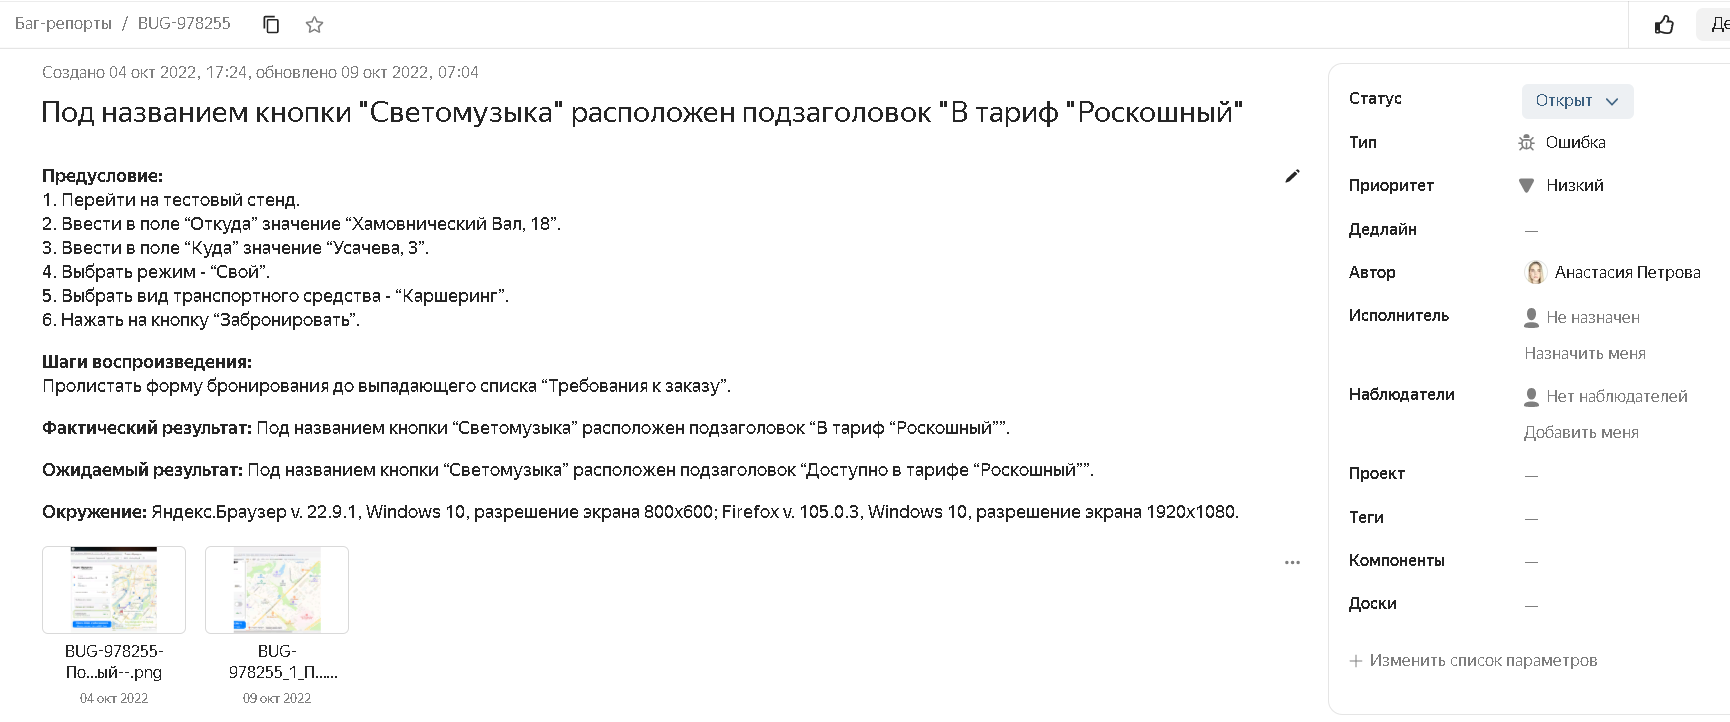 Баг-репорты / BUG-978255
Де
Создано 04 окт 2022, 17:24, обновлено 09 окт 2022, 07:04
Под названием кнопки "Светомузыка" расположен подзаголовок "В тариф "Роскошный"
Предусловие:
1. Перейти на тестовый стенд.
2. Ввести в поле “Откуда” значение “Хамовнический Вал, 18”.
3. Ввести в поле “Куда” значение “Усачева, 3”.
4. Выбрать режим - “Свой”.
5. Выбрать вид транспортного средства - “Каршеринг”.
6. Нажать на кнопку “Забронировать”.
Шаги воспроизведения:
Пролистать форму бронирования до выпадающего списка “Требования к заказу”.
Фактический результат: Под названием кнопки “Светомузыка” расположен подзаголовок “В тариф “Роскошный””.
Ожидаемый результат: Под названием кнопки “Светомузыка” расположен подзаголовок “Доступно в тарифе “Роскошный””.
Окружение: Яндекс.Браузер v. 22.9.1, Windows 10, разрешение экрана 800x600; Firefox v. 105.0.3, Windows 10, разрешение экрана 1920x1080.
BUG-978255-
По...ый--.png
04 окт 2022
BUG-
978255_1_П......
09 окт 2022
Статус Открыт
Тип Ошибка
Приоритет Низкий
Дедлайн —
Автор Анастасия Петрова
Исполнитель Не назначен
Назначить меня
Наблюдатели Нет наблюдателей
Добавить меня
Проект —
Теги —
Компоненты —
Доски —
+ Изменить список параметров